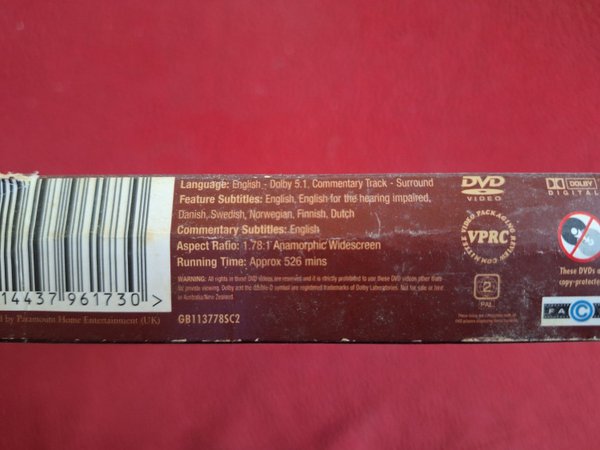 Language: English - Dolby 5.1, Commentary Track - Surround
Feature Subtitles: English, English for the hearing impaired,
Danish, Swedish, Norwegian, Finnish, Dutch
Commentary Subtitles: English
Aspect Ratio: 1.78:1 Anamorphic Widescreen
Running Time: Approx 526 mins
WARNING: All rights in these DVD videos are reserved and it is strictly prohibited to use these DVD videos other than
for private viewing. Dolby and the double-D symbol are registered trademarks of Dolby Laboratories. Not for sale or hire
in Australia/New Zealand.
GB113778SC2
14437 961730 >
d by Paramount Home Entertainment (UK)
DVD
VIDEO
VIDEO PACKAGING REVIEW COMMITTEE
VPRC
2
PAL
DOLBY
DIGITAL
These DVDs a
copy-protecte
FAC